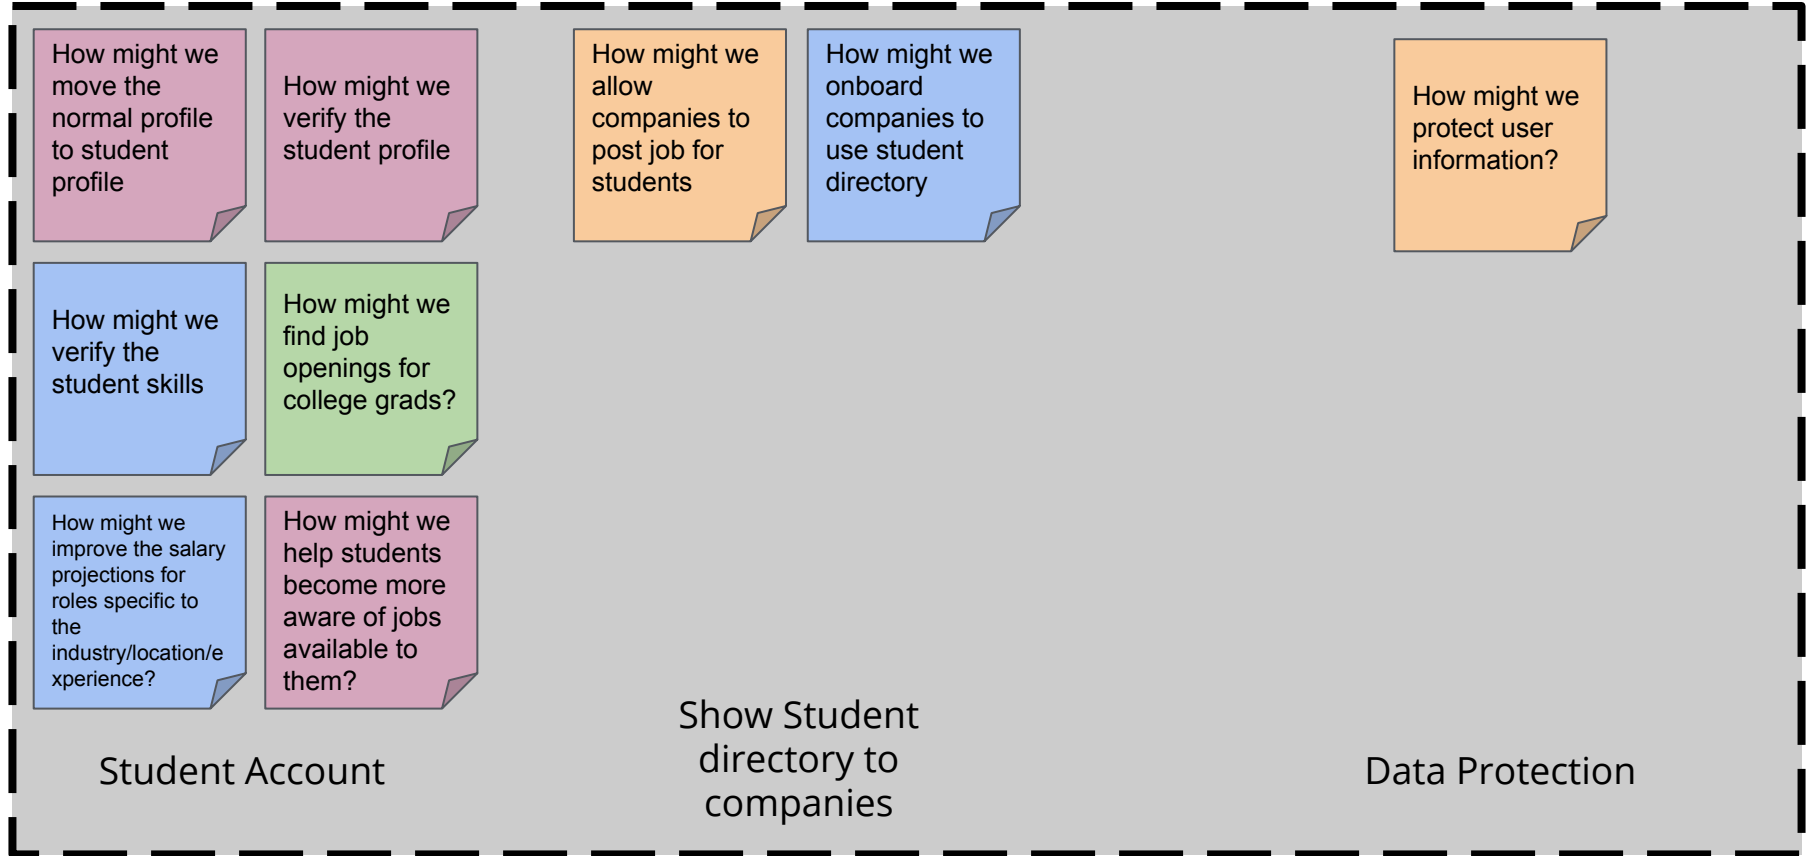 How might we
move the
normal profile
to student
profile
How might we
verify the
student profile
How might we
allow
companies to
post job for
students
How might we
onboard
companies to
use student
directory
How might we
protect user
information?
How might we
verify the
student skills
How might we
find job
openings for
college grads?
How might we
improve the salary
projections for
roles specific to
the
industry/location/e
xperience?
How might we
help students
become more
aware of jobs
available to
them?
Student Account
Show Student
directory to
companies
Data Protection